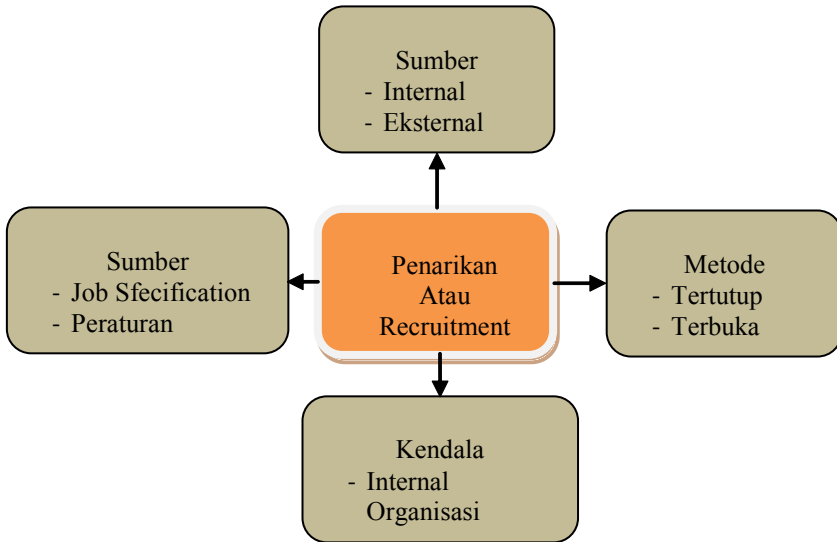 Sumber
- Internal
- Eksternal
Sumber
- Job Sfecification
- Peraturan
Penarikan
Atau
Recruitment
Metode
- Tertutup
- Terbuka
Kendala
- Internal
Organisasi